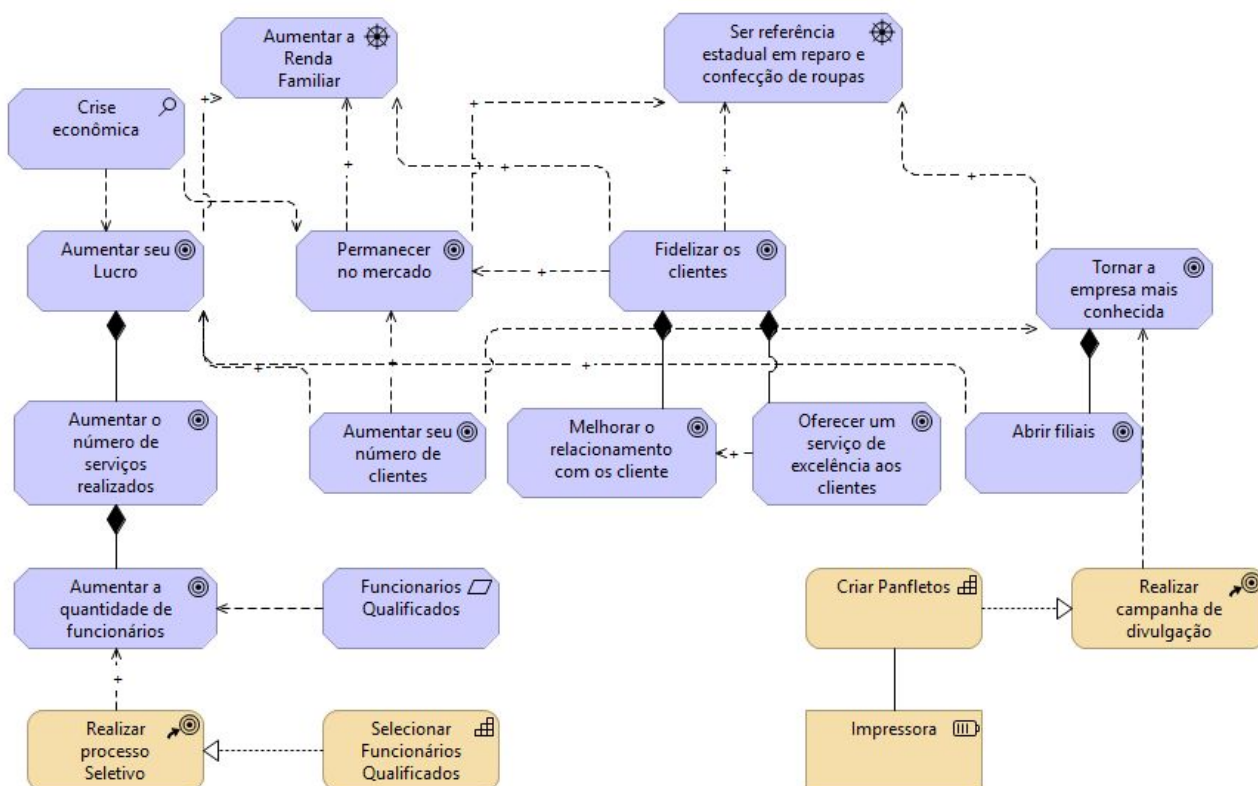 Aumentar a
Renda
Familiar
Ser referência
estadual em reparo e
confecção de roupas
Crise
econômica
+
+
+
+
+
+
Aumentar seu
Lucro
Permanecer
no mercado
Fidelizar os
clientes
Tornar a
empresa mais
conhecida
+
+
+
+
Aumentar o
número de
serviços
realizados
Aumentar seu
número de
clientes
Melhorar o
relacionamento
com os cliente
+
Oferecer um
serviço de
excelência aos
clientes
Abrir filiais
Aumentar a
quantidade de
funcionários
Funcionarios
Qualificados
Criar Panfletos
Realizar
campanha de
divulgação
+
Realizar
processo
Seletivo
Selecionar
Funcionários
Qualificados
Impressora